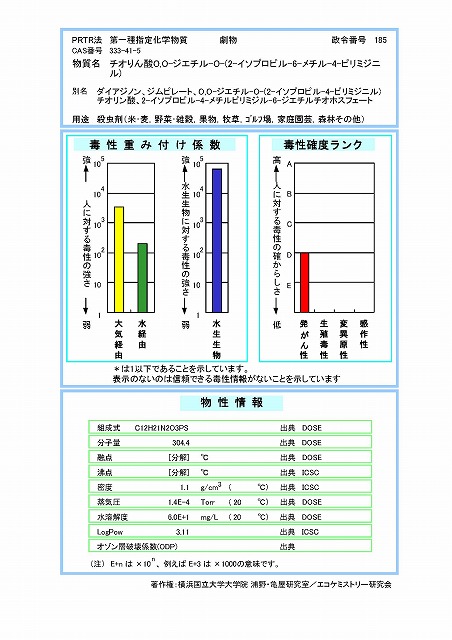 PRTR法 第一種指定化学物質 劇物 政令番号 185
CAS番号 333-41-5
物質名 チオりん酸O,O-ジエチル-O-(2-イソプロピル-6-メチル-4-ピリミジニ
ル)
別名 ダイアジノン、ジムピレート、O,O-ジエチル-O-(2-イソプロピル-4-ピリミジニル)
チオリン酸、2-イソプロピル-4-メチルピリミジル-6-ジエチルチオホスフェート
用途 殺虫剤(米・麦, 野菜・雑穀, 果物, 牧草, ゴルフ場, 家庭園芸, 森林その他)
毒性重み付け係数
強
人に対する毒性の強さ
弱
10^5
10^4
10^3
10^2
10
1
大気経由
水経由
強
水生生物に対する毒性の強さ
弱
10^5
10^4
10^3
10^2
10
1
水生生物
毒性確度ランク
高
人に対する毒性の確からしさ
低
A
B
C
D
E
発がん性
生殖毒性
変異原性
感作性
*は1以下であることを示しています。
表示のないのは信頼できる毒性情報がないことを示しています
物性情報
組成式 C12H21N2O3PS 出典 DOSE
分子量 304.4 出典 DOSE
融点 [分解] ℃ 出典 DOSE
沸点 [分解] ℃ 出典 ICSC
密度 1.1 g/cm3 ( ℃) 出典 ICSC
蒸気圧 1.4E-4 Torr (20 ℃) 出典 DOSE
水溶解度 6.0E+1 mg/L (20 ℃) 出典 DOSE
LogPow 3.11 出典 ICSC
オゾン層破壊係数(ODP) 出典
(注) E+n は ×10^n、例えば E+3 は ×1000の意味です。
著作権:横浜国立大学大学院 浦野・亀屋研究室/エコケミストリー研究会